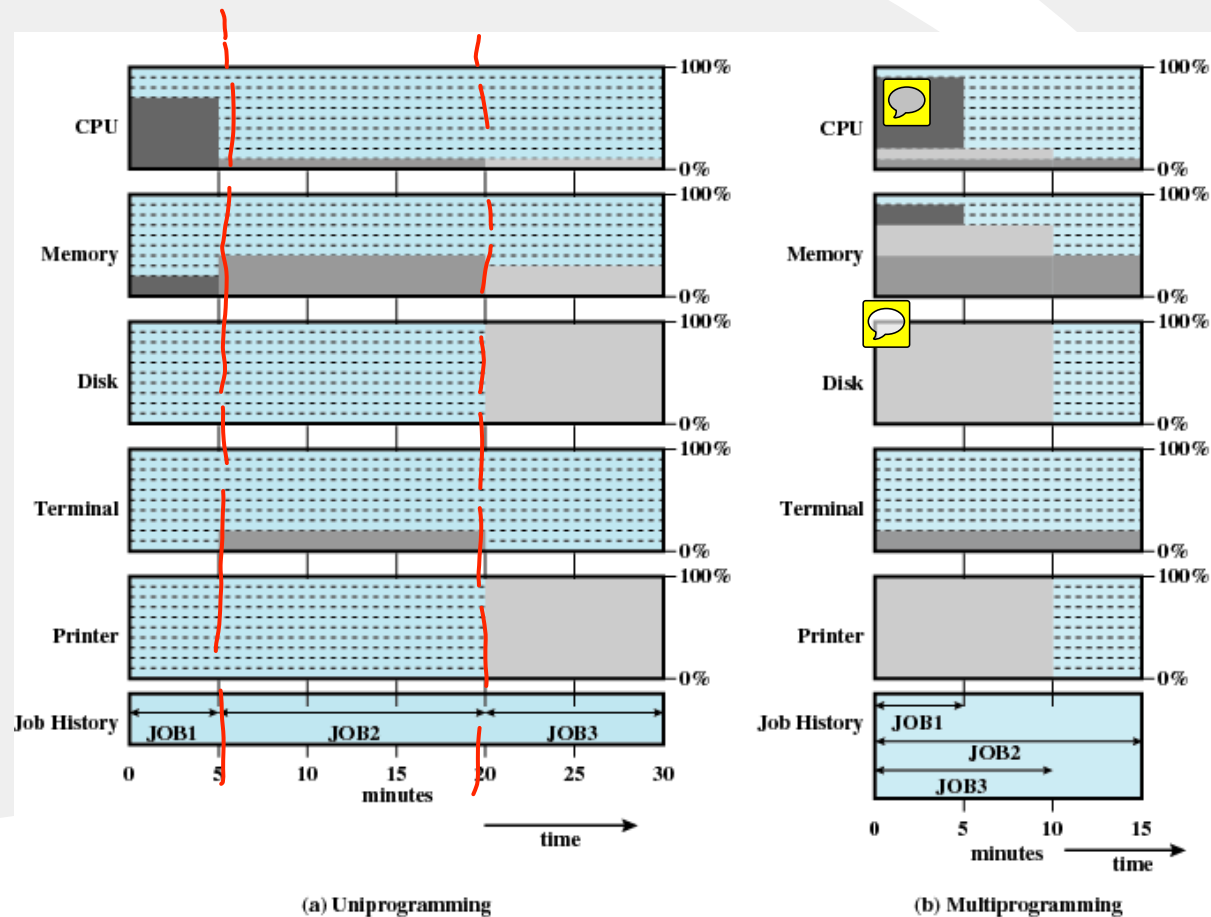 100%
CPU
0%
100%
Memory
0%
100%
Disk
0%
100%
Terminal
0%
100%
Printer
0%
Job History
JOB1 JOB2 JOB3
0 5 10 15 20 25 30
minutes
time
(a) Uniprogramming
100%
CPU
0%
100%
Memory
0%
100%
Disk
0%
100%
Terminal
0%
100%
Printer
0%
Job History
JOB1
JOB2
JOB3
0 5 10 15
minutes
time
(b) Multiprogramming